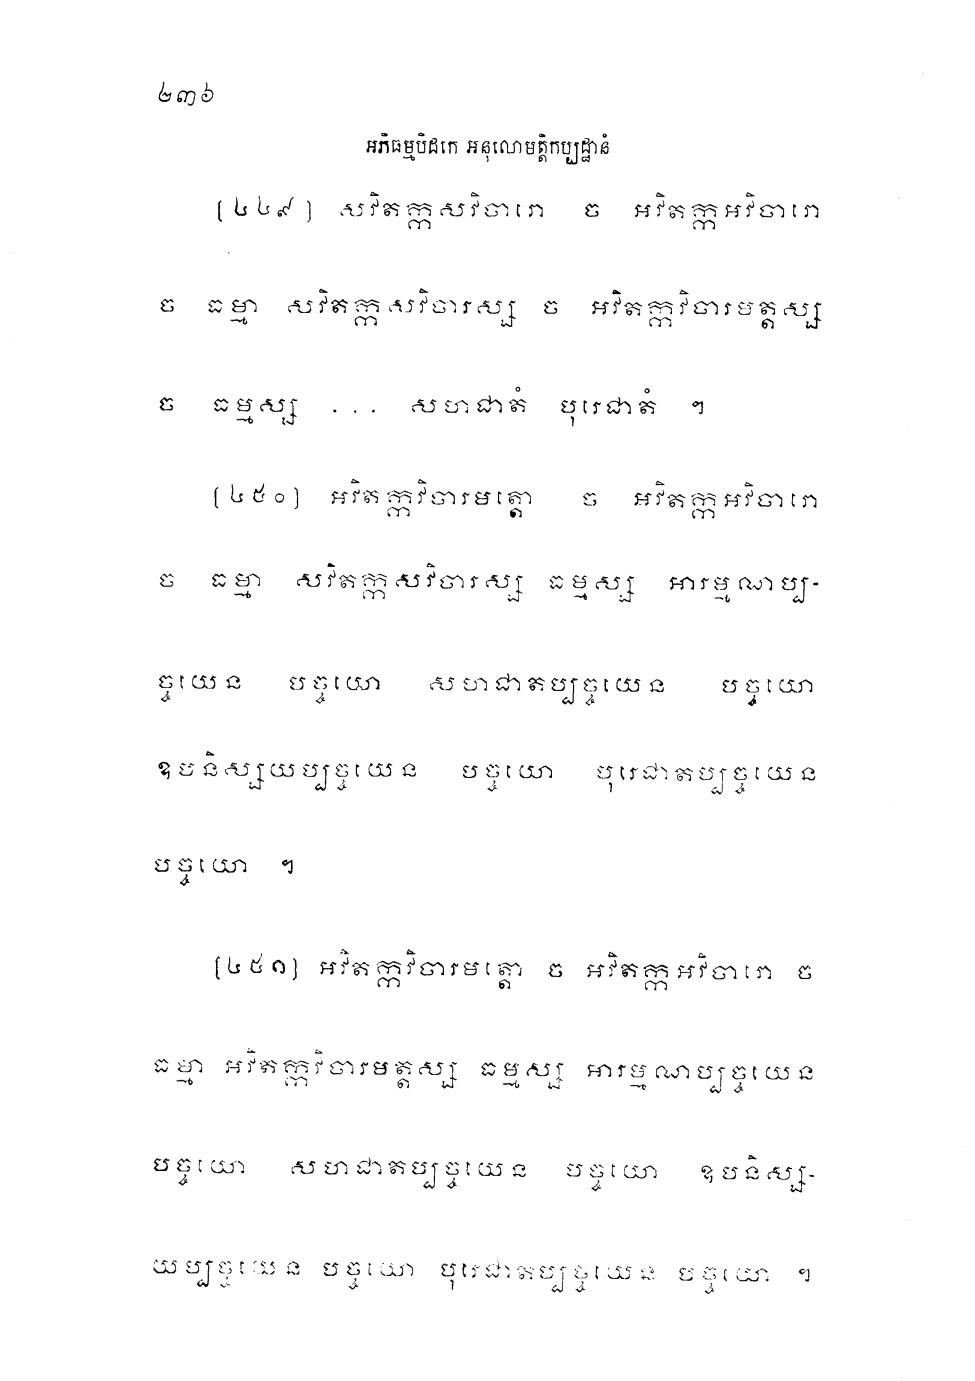 ២៣៦
អភិធម្មបិដកេ អនុលោមត្តិកប្បដ្ឋានំ
(៤៤៩) សវិតក្កសវិចារោ ច អវិតក្កអវិចារោ
ច ធម្មា សវិតក្កសវិចារស្ស ច អវិតក្កវិចារមត្តស្ស
ច ធម្មស្ស ... សហជាតំ បុរេជាតំ ។
(៤៥០) អវិតក្កវិចារមត្តោ ច អវិតក្កអវិចារោ
ច ធម្មា សវិតក្កសវិចារស្ស ធម្មស្ស អារម្មណាប្ប-
ច្ចយេន បច្ចយោ សហជាតប្បច្ចយេន បច្ចយោ
ឧបនិស្សយប្បច្ចយេន បច្ចយោ បុរេជាតប្បច្ចយេន
បច្ចយោ ។
(៤៥១) អវិតក្កវិចារមត្តោ ច អវិតក្កអវិចារោ ច
ធម្មា អវិតក្កវិចារមត្តស្ស ធម្មស្ស អារម្មណាប្បច្ចយេន
បច្ចយោ សហជាតប្បច្ចយេន បច្ចយោ ឧបនិស្ស-
យប្បច្ចយេន បច្ចយោ បុរេជាតប្បច្ចយេន បច្ចយោ ។